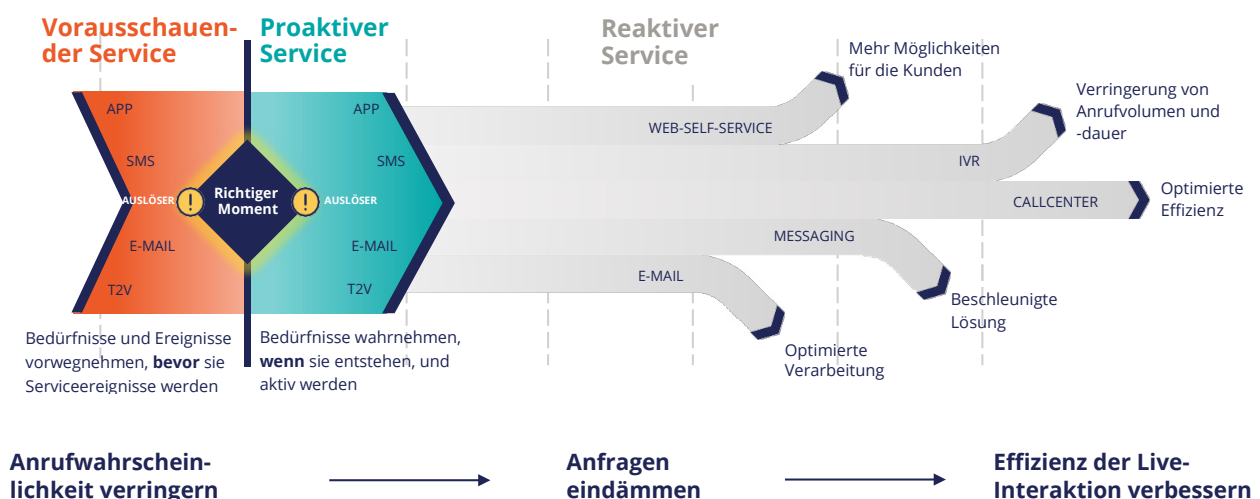 Vorausschauen-
der Service
Proaktiver
Service
Reaktiver
Service
APP
SMS
AUSLÖSER
E-MAIL
T2V
Richtiger
Moment
APP
SMS
AUSLÖSER
E-MAIL
T2V
WEB-SELF-SERVICE
Mehr Möglichkeiten
für die Kunden
IVR
Verringerung von
Anrufvolumen und
-dauer
CALLCENTER
Optimierte
Effizienz
MESSAGING
Beschleunigte
Lösung
E-MAIL
Optimierte
Verarbeitung
Bedürfnisse und Ereignisse
vorwegnehmen, bevor sie
Serviceereignisse werden
Bedürfnisse wahrnehmen,
wenn sie entstehen, und
aktiv werden
Anrufwahrschein-
lichkeit verringern
Anfragen
eindämmen
Effizienz der Live-
Interaktion verbessern